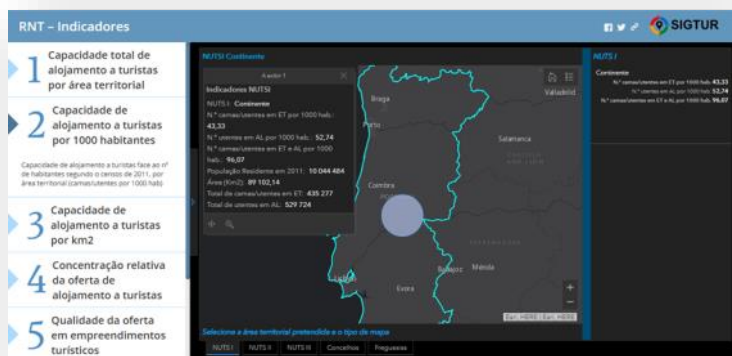 RNT – Indicadores
SIGTUR
1
Capacidade total de
alojamento a turistas
por área territorial
2
Capacidade de
alojamento a turistas
por 1000 habitantes
Capacidade de alojamento a turistas face ao nº
de habitantes segundo o censos de 2011, por
área territorial (camas/utentes por 1000 hab)
3
Capacidade de
alojamento a turistas
por km2
4
Concentração relativa
da oferta de
alojamento a turistas
5
Qualidade da oferta
em empreendimentos
turísticos
NUTSI Continente
Indicadores NUTSI
NUTS I Continente
N.º camas/utentes em ET por 1000 hab.:
43,33
N.º utentes em AL por 1000 hab.: 52,74
N.º camas/utentes em ET e AL por 1000
hab.: 96,07
População Residente em 2011: 10 044 484
Área (Km2): 89 102,14
Total de camas/utentes em ET: 435 277
Total de utentes em AL: 529 724
Braga
Porto
Valladolid
Salamanca
Coimbra
Lisboa
Evora
Badajoz
Mérida
+
−
Esri, HERE | Esri, HERE
Selecione a área territorial pretendida e o tipo de mapa
NUTS I
NUTS II
NUTS III
Concelhos
Freguesias
NUTS I
Continente
N.º camas/utentes em ET por 1000 hab: 43,33
N.º utentes em AL por 1000 hab: 52,74
N.º camas/utentes em ET e AL por 1000 hab: 96,07